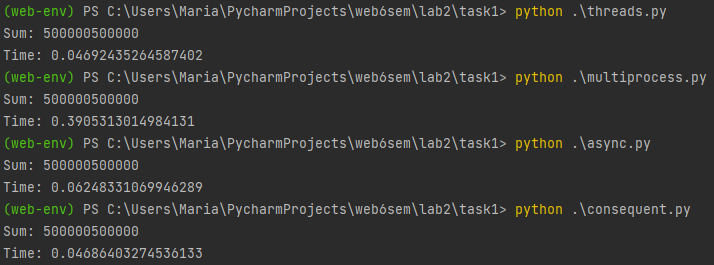 (web-env) PS C:\Users\Maria\PycharmProjects\web6sem\lab2\task1> python .\threads.py
Sum: 500000500000
Time: 0.04692435264587402
(web-env) PS C:\Users\Maria\PycharmProjects\web6sem\lab2\task1> python .\multiprocess.py
Sum: 500000500000
Time: 0.3905313014984131
(web-env) PS C:\Users\Maria\PycharmProjects\web6sem\lab2\task1> python .\async.py
Sum: 500000500000
Time: 0.06248331069946289
(web-env) PS C:\Users\Maria\PycharmProjects\web6sem\lab2\task1> python .\consequent.py
Sum: 500000500000
Time: 0.04686403274536133